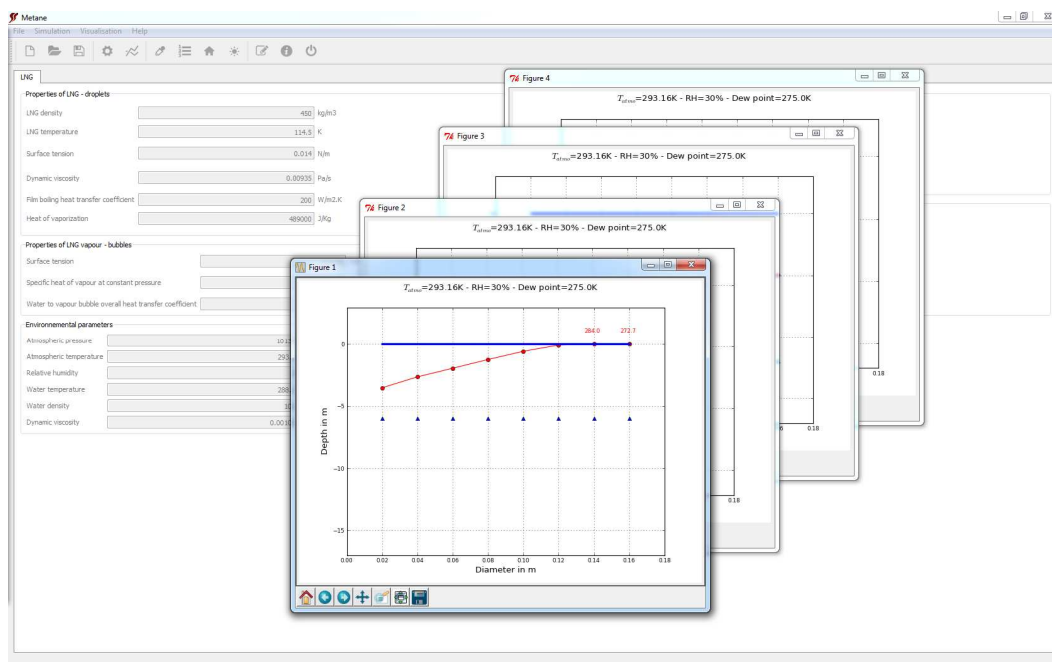 Metane
File Simulation Visualisation Help
LNG
Properties of LNG - droplets
LNG density 450 kg/m3
LNG temperature 114.5 K
Surface tension 0.014 N/m
Dynamic viscosity 0.00935 Pa/s
Film boiling heat transfer coefficient 200 W/m2.K
Heat of vaporization 489000 J/Kg
Properties of LNG vapour - bubbles
Surface tension
Specific heat of vapour at constant pressure
Water to vapour bubble overall heat transfer coefficient
Environnemental parameters
Atmospheric pressure
Atmospheric temperature 293.
Relative humidity
Water temperature 288.
Water density 10
Dynamic viscosity
Figure 4
Tatmo=293.16K - RH=30% - Dew point=275.0K
0.18
Figure 3
Tatmo=293.16K - RH=30% - Dew point=275.0K
6 0.18
Figure 2
Tatmo=293.16K - RH=30% - Dew point=275.0K
0.18
Figure 1
Tatmo=293.16K - RH=30% - Dew point=275.0K
284.0 272.7
0
−5
−10
−15
Depth in m
0.00 0.02 0.04 0.06 0.08 0.10 0.12 0.14 0.16 0.18
Diameter in m